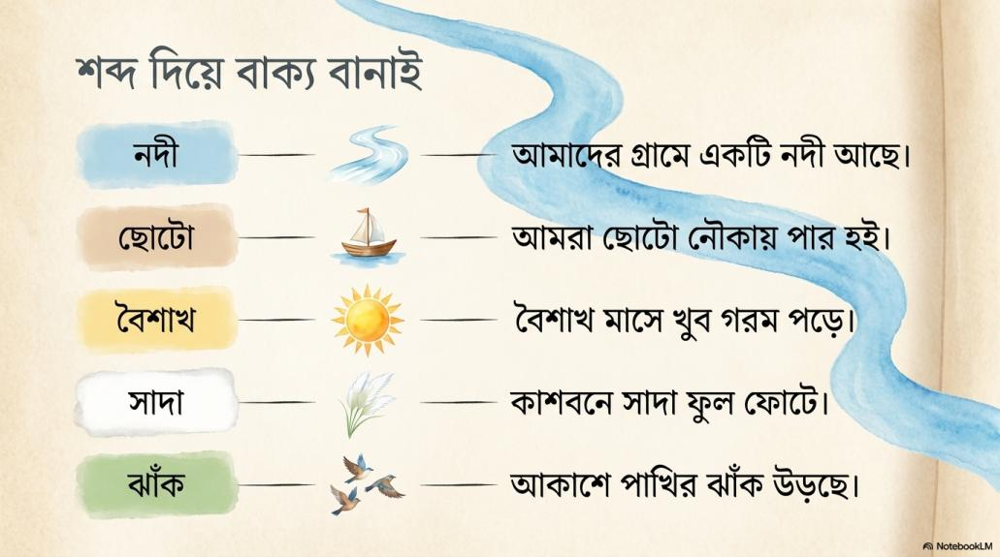 শব্দ দিয়ে বাক্য বানাই
নদী আমাদের গ্রামে একটি নদী আছে।
ছোটো আমরা ছোটো নৌকায় পার হই।
বৈশাখ বৈশাখ মাসে খুব গরম পড়ে।
সাদা কাশবনে সাদা ফুল ফোটে।
ঝাঁক আকাশে পাখির ঝাঁক উড়ছে।
NotebookLM